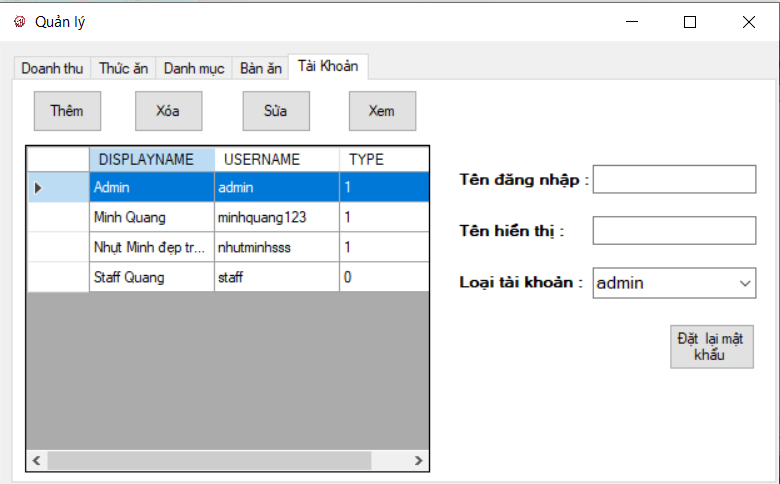 Quản lý
Doanh thu Thức ăn Danh mục Bàn ăn Tài Khoản
Thêm Xóa Sửa Xem
DISPLAYNAME USERNAME TYPE
Admin admin 1
Minh Quang minhquang123 1
Nhựt Minh đẹp tr... nhutminhsss 1
Staff Quang staff 0
Tên đăng nhập :
Tên hiển thị :
Loại tài khoản : admin
Đặt lại mật
khẩu